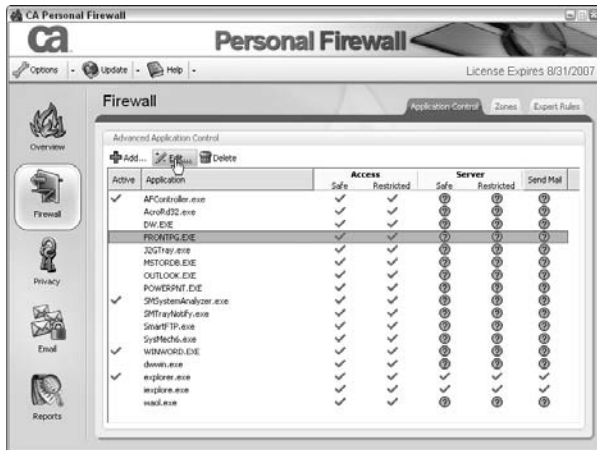 CA Personal Firewall
ca
Personal Firewall
Options
Update
Help
License Expires 8/31/2007
Firewall
Application Control
Zones
Expert Rules
Overview
Firewall
Privacy
Email
Reports
Advanced Application Control
Add...
Edit...
Delete
Active
Application
Access
Server
Send Mail
Safe
Restricted
Safe
Restricted
AFController.exe
AcroRd32.exe
DW.EXE
FRONTPG.EXE
J2GTray.exe
MSTORDB.EXE
OUTLOOK.EXE
POWERPNT.EXE
SMSystemAnalyzer.exe
SMTrayNotify.exe
SmartFTP.exe
SysMech6.exe
WINWORD.EXE
dwwin.exe
explorer.exe
iexplore.exe
waol.exe